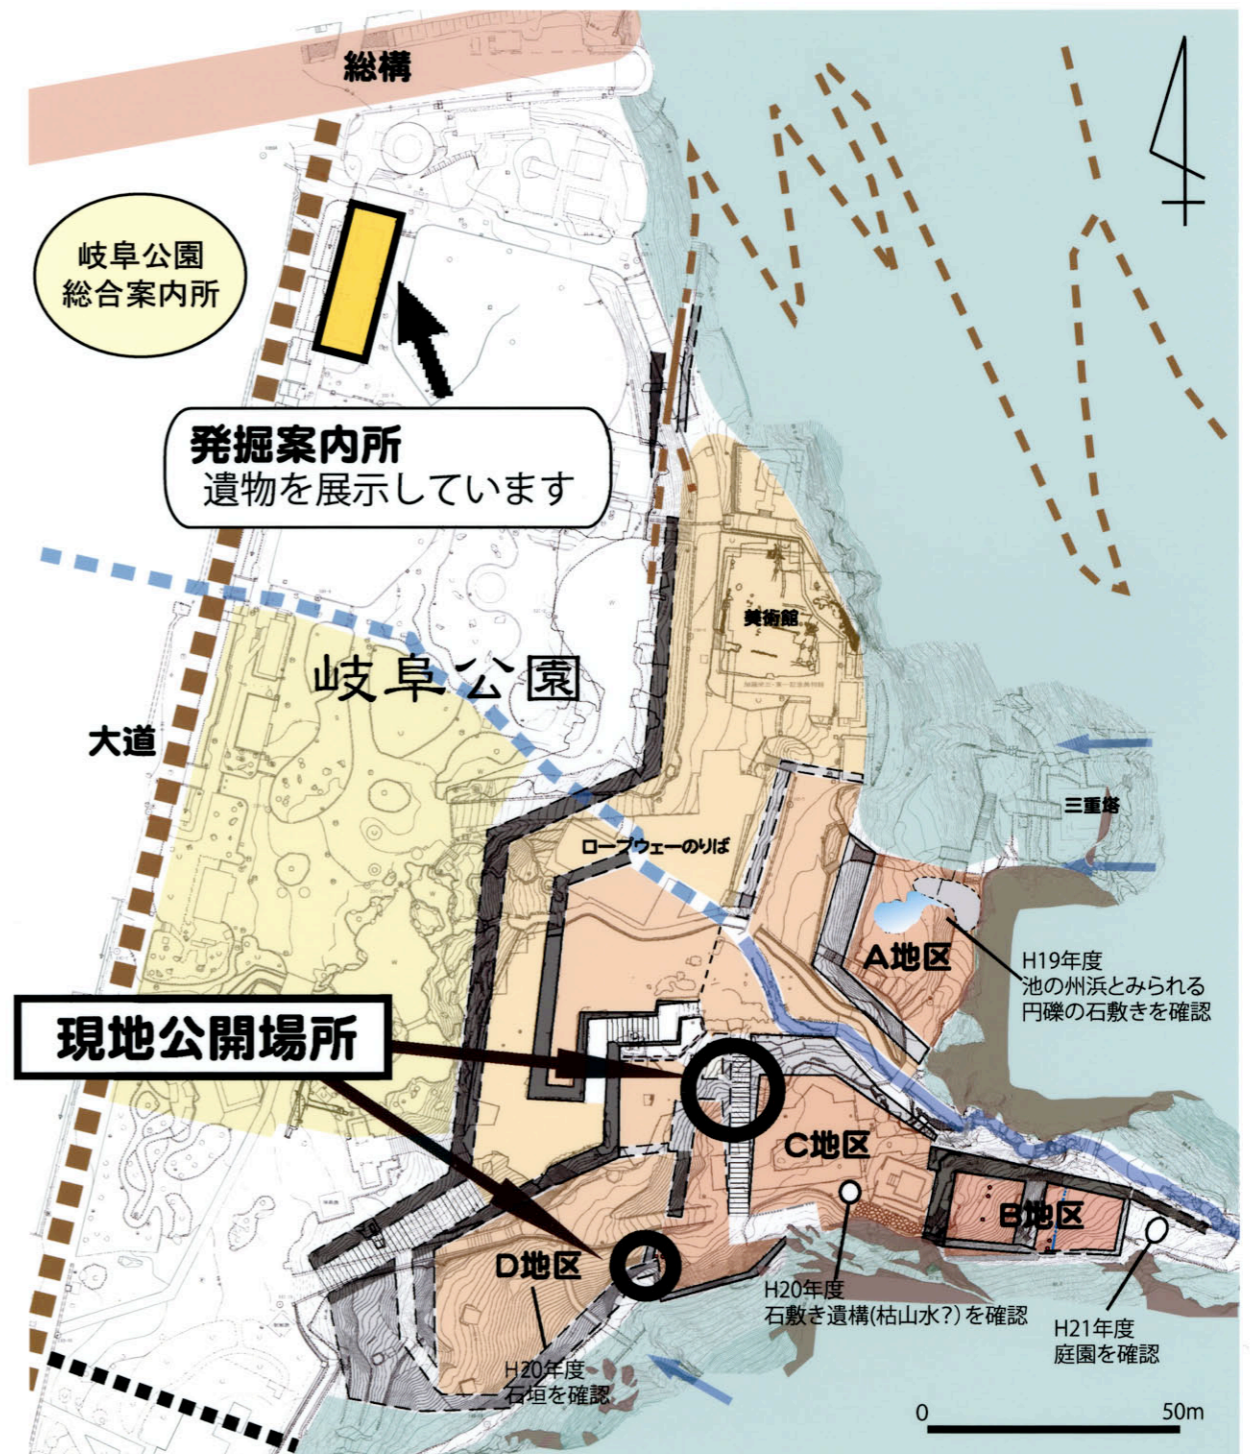 総構
岐阜公園
総合案内所
発掘案内所
遺物を展示しています
美術館
岐阜公園
大道
三重塔
ロープウェーのりば
A地区
H19年度
池の州浜とみられる
円礫の石敷きを確認
現地公開場所
C地区
B地区
D地区
H20年度
石敷き遺構(枯山水?)を確認
H21年度
庭園を確認
H20年度
石垣を確認
0
50m